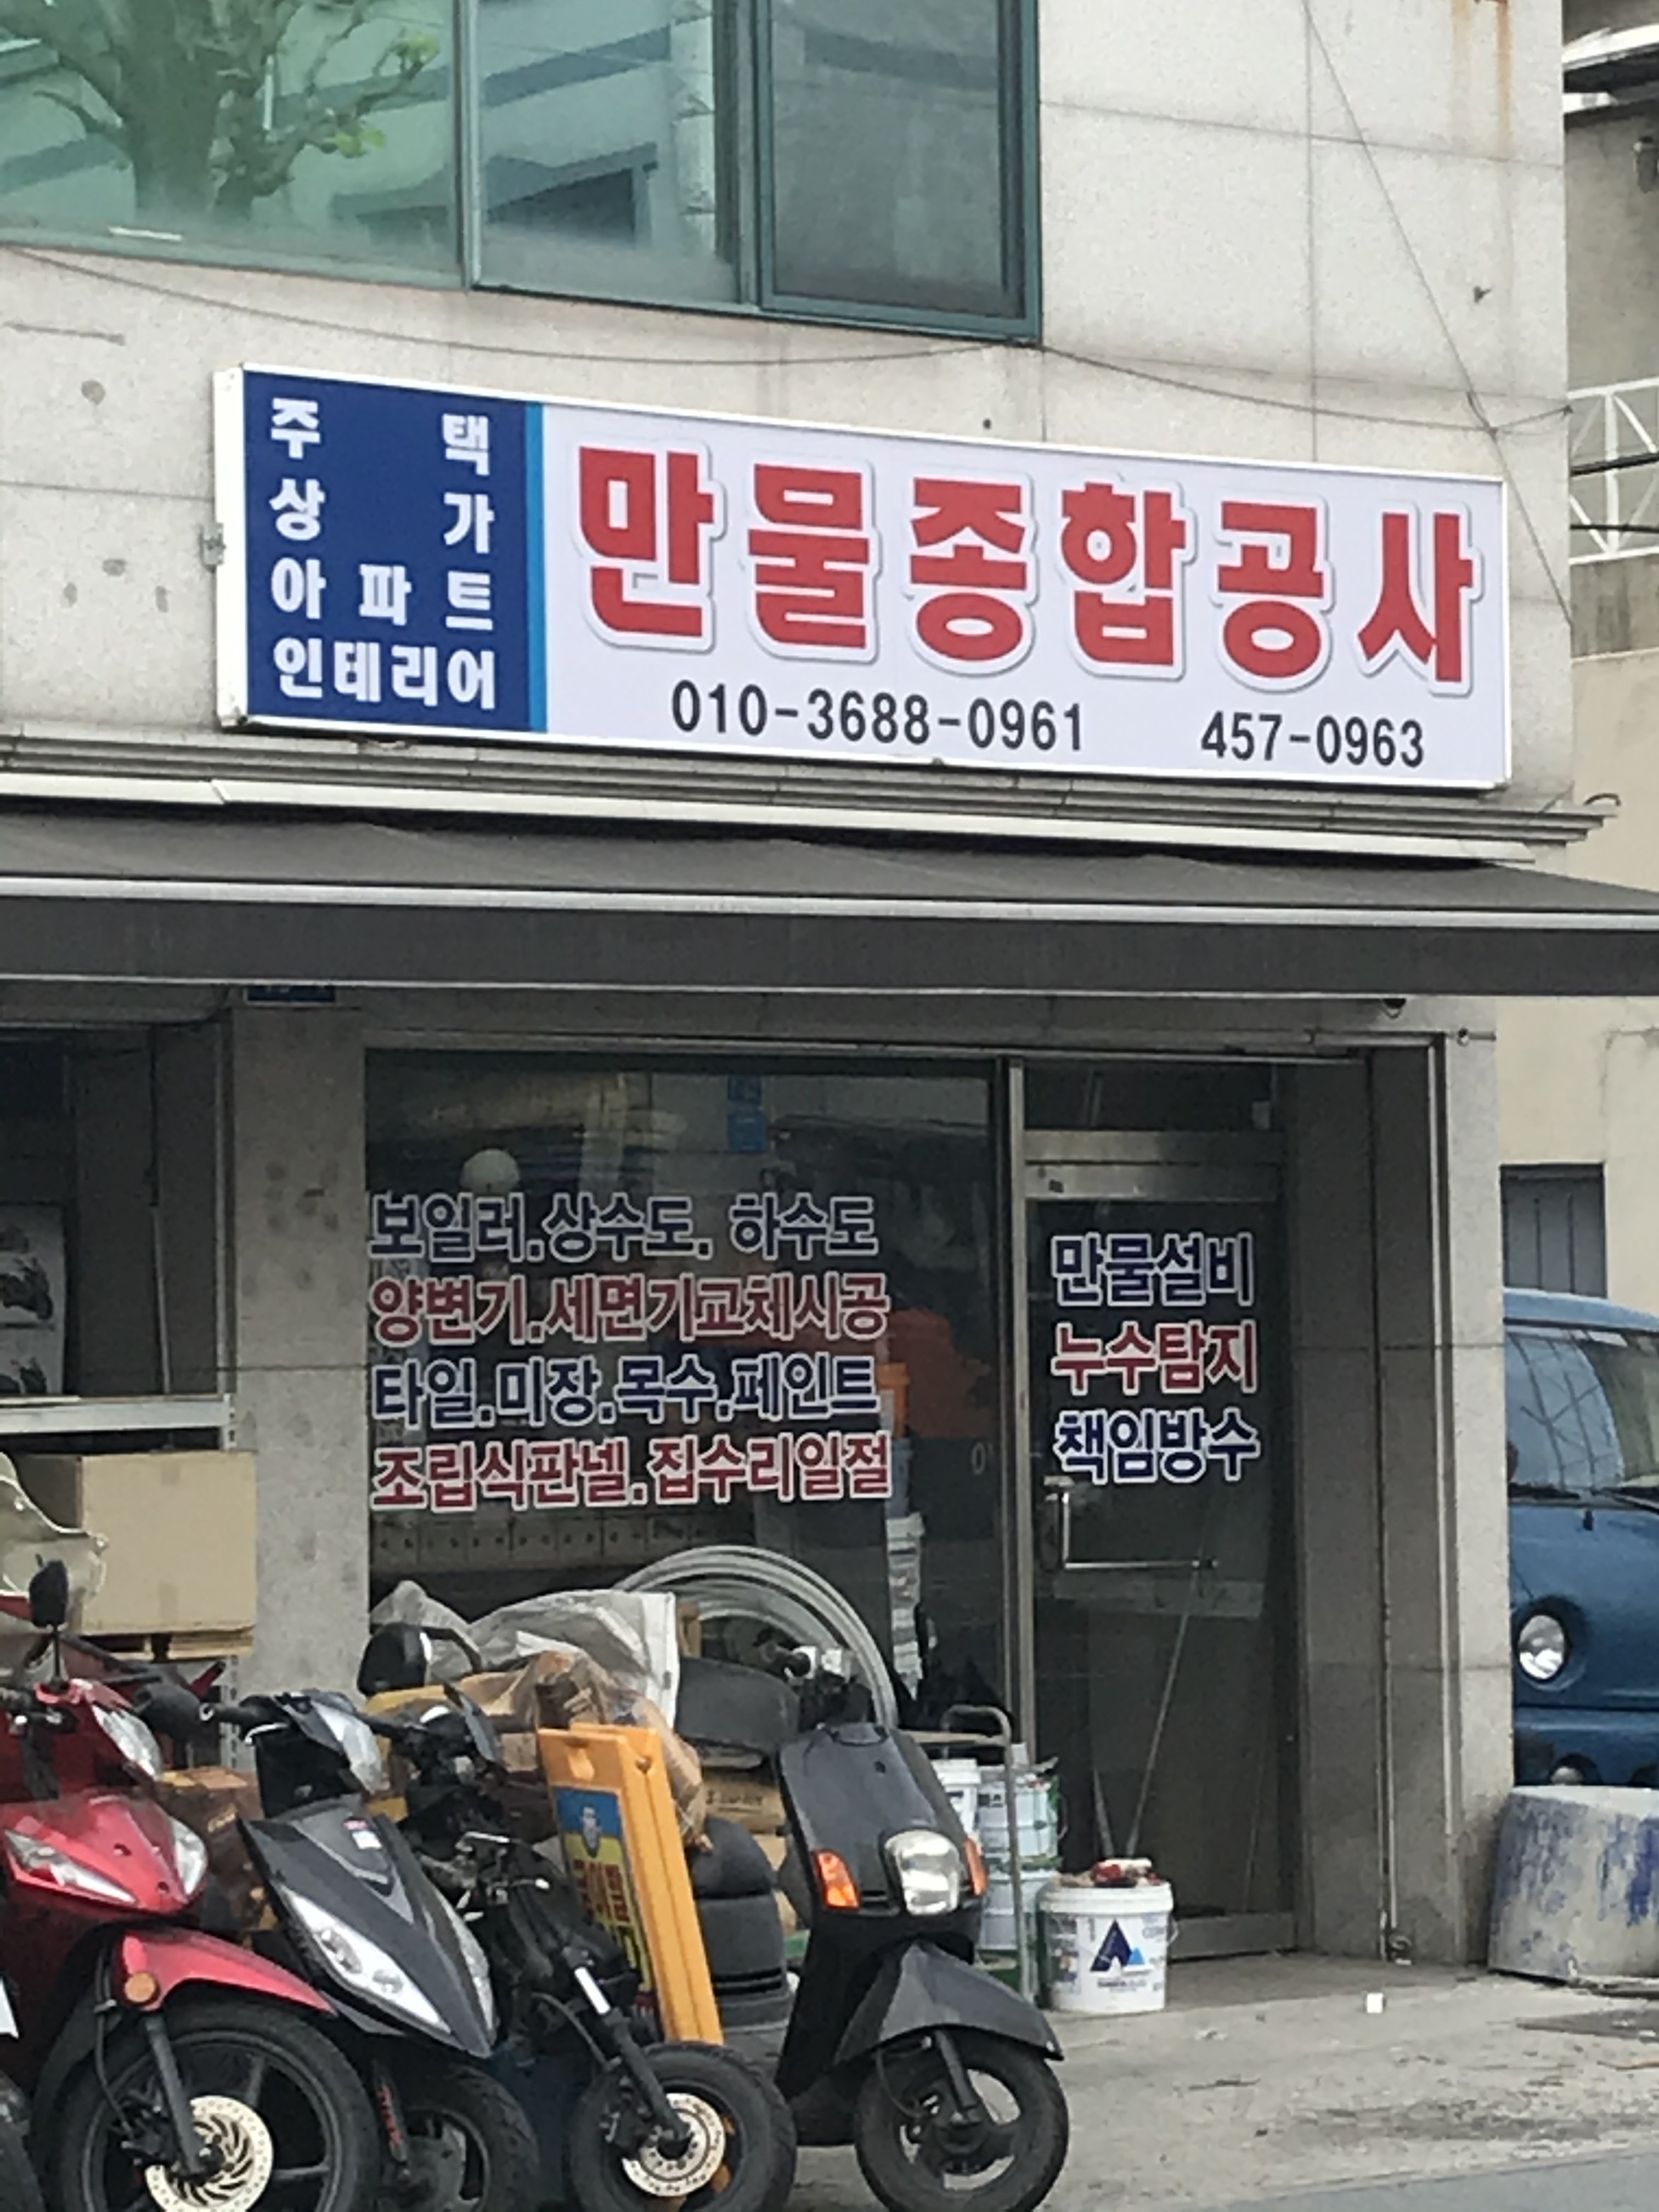 주택
상가
아파트
인테리어
만물종합공사
010-3688-0961 457-0963
보일러.상수도. 하수도
양변기.세면기교체시공
타일.미장.목수.페인트
조립식판넬.집수리일절
만물설비
누수탐지
책임방수